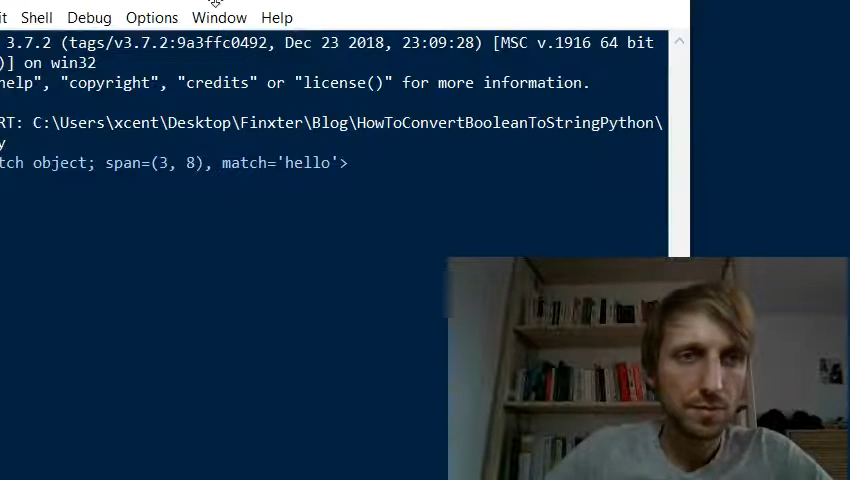 it Shell Debug Options Window Help
3.7.2 (tags/v3.7.2:9a3ffc0492, Dec 23 2018, 23:09:28) [MSC v.1916 64 bit
)] on win32
help", "copyright", "credits" or "license()" for more information.
RT: C:\Users\xcent\Desktop\Finxter\Blog\HowToConvertBooleanToStringPython\
y
tch object; span=(3, 8), match='hello'>